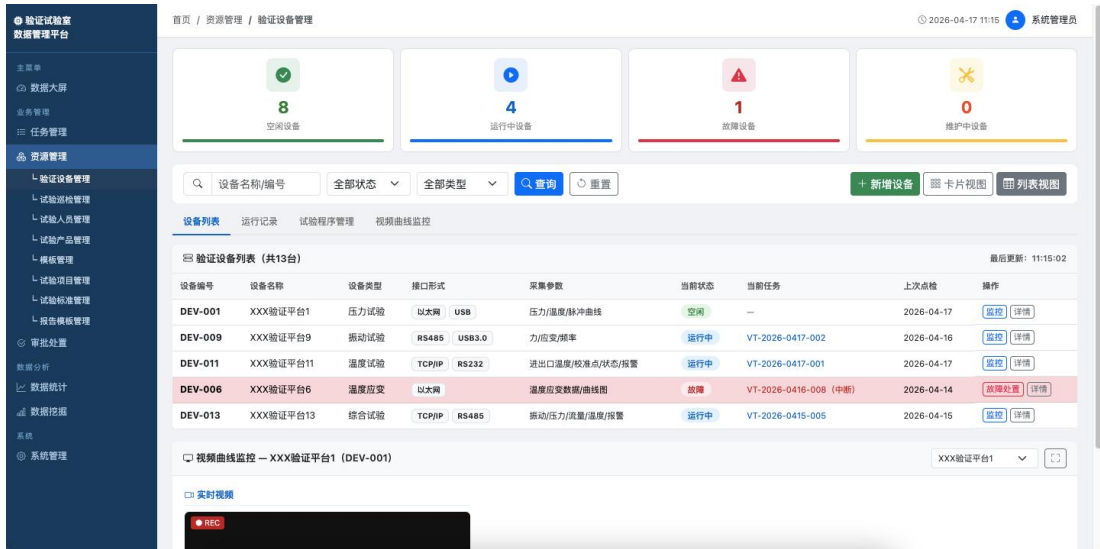 验证试验室
数据管理平台
首页 / 资源管理 / 验证设备管理
2026-04-17 11:15 系统管理员
主菜单
数据大屏
业务管理
任务管理
资源管理
└ 验证设备管理
└ 试验巡检管理
└ 试验人员管理
└ 试验产品管理
└ 模板管理
└ 试验项目管理
└ 试验标准管理
└ 报告模板管理
审批处置
数据分析
数据统计
数据挖掘
系统
系统管理
8
空闲设备
4
运行中设备
1
故障设备
0
维护中设备
设备名称/编号 全部状态 全部类型 查询 重置 + 新增设备 卡片视图 列表视图
设备列表 运行记录 试验程序管理 视频曲线监控
验证设备列表（共13台） 最后更新：11:15:02
设备编号 设备名称 设备类型 接口形式 采集参数 当前状态 当前任务 上次点检 操作
DEV-001 XXX验证平台1 压力试验 以太网 USB 压力/温度/脉冲曲线 空闲 — 2026-04-17 监控 详情
DEV-009 XXX验证平台9 振动试验 RS485 USB3.0 力/应变/频率 运行中 VT-2026-0417-002 2026-04-16 监控 详情
DEV-011 XXX验证平台11 温度试验 TCP/IP RS232 进出口温度/校准点/状态/报警 运行中 VT-2026-0417-001 2026-04-17 监控 详情
DEV-006 XXX验证平台6 温度应变 以太网 温度应变数据/曲线图 故障 VT-2026-0416-008（中断） 2026-04-14 故障处置 详情
DEV-013 XXX验证平台13 综合试验 TCP/IP RS485 振动/压力/流量/温度/报警 运行中 VT-2026-0415-005 2026-04-15 监控 详情
视频曲线监控 — XXX验证平台1（DEV-001） XXX验证平台1
实时视频
REC